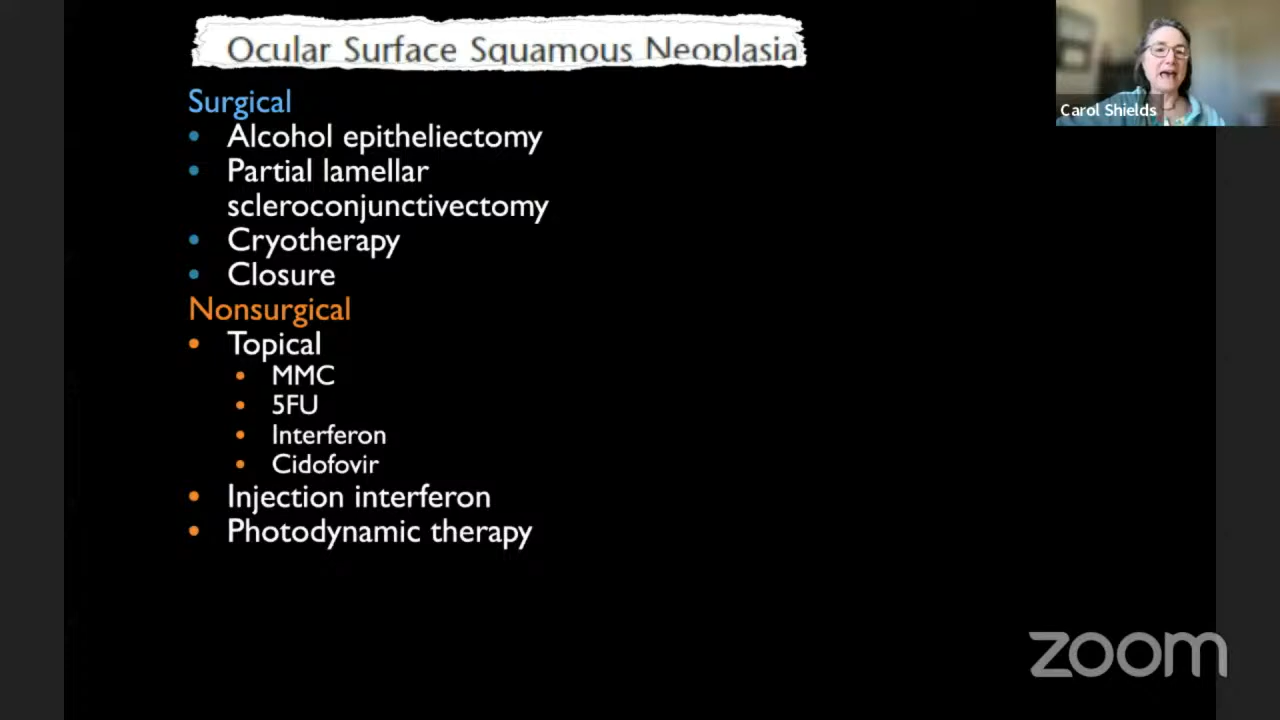 Ocular Surface Squamous Neoplasia
Carol Shields
Surgical
• Alcohol epitheliectomy
• Partial lamellar
scleroconjunctivectomy
• Cryotherapy
• Closure
Nonsurgical
• Topical
• MMC
• 5FU
• Interferon
• Cidofovir
• Injection interferon
• Photodynamic therapy
zoom